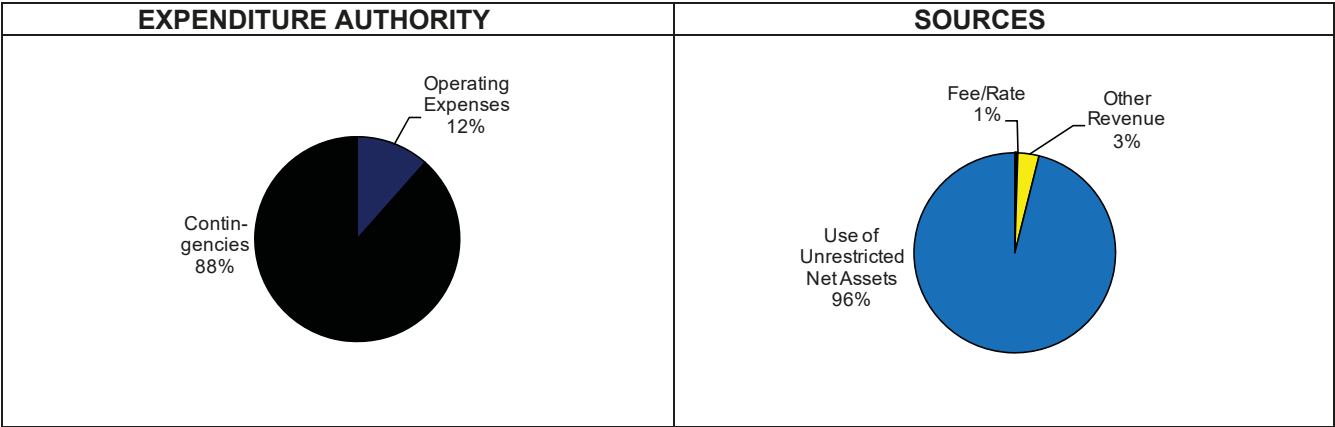 EXPENDITURE AUTHORITY
Operating
Expenses
12%
Contin-
gencies
88%
SOURCES
Fee/Rate
1%
Other
Revenue
3%
Use of
Unrestricted
Net Assets
96%